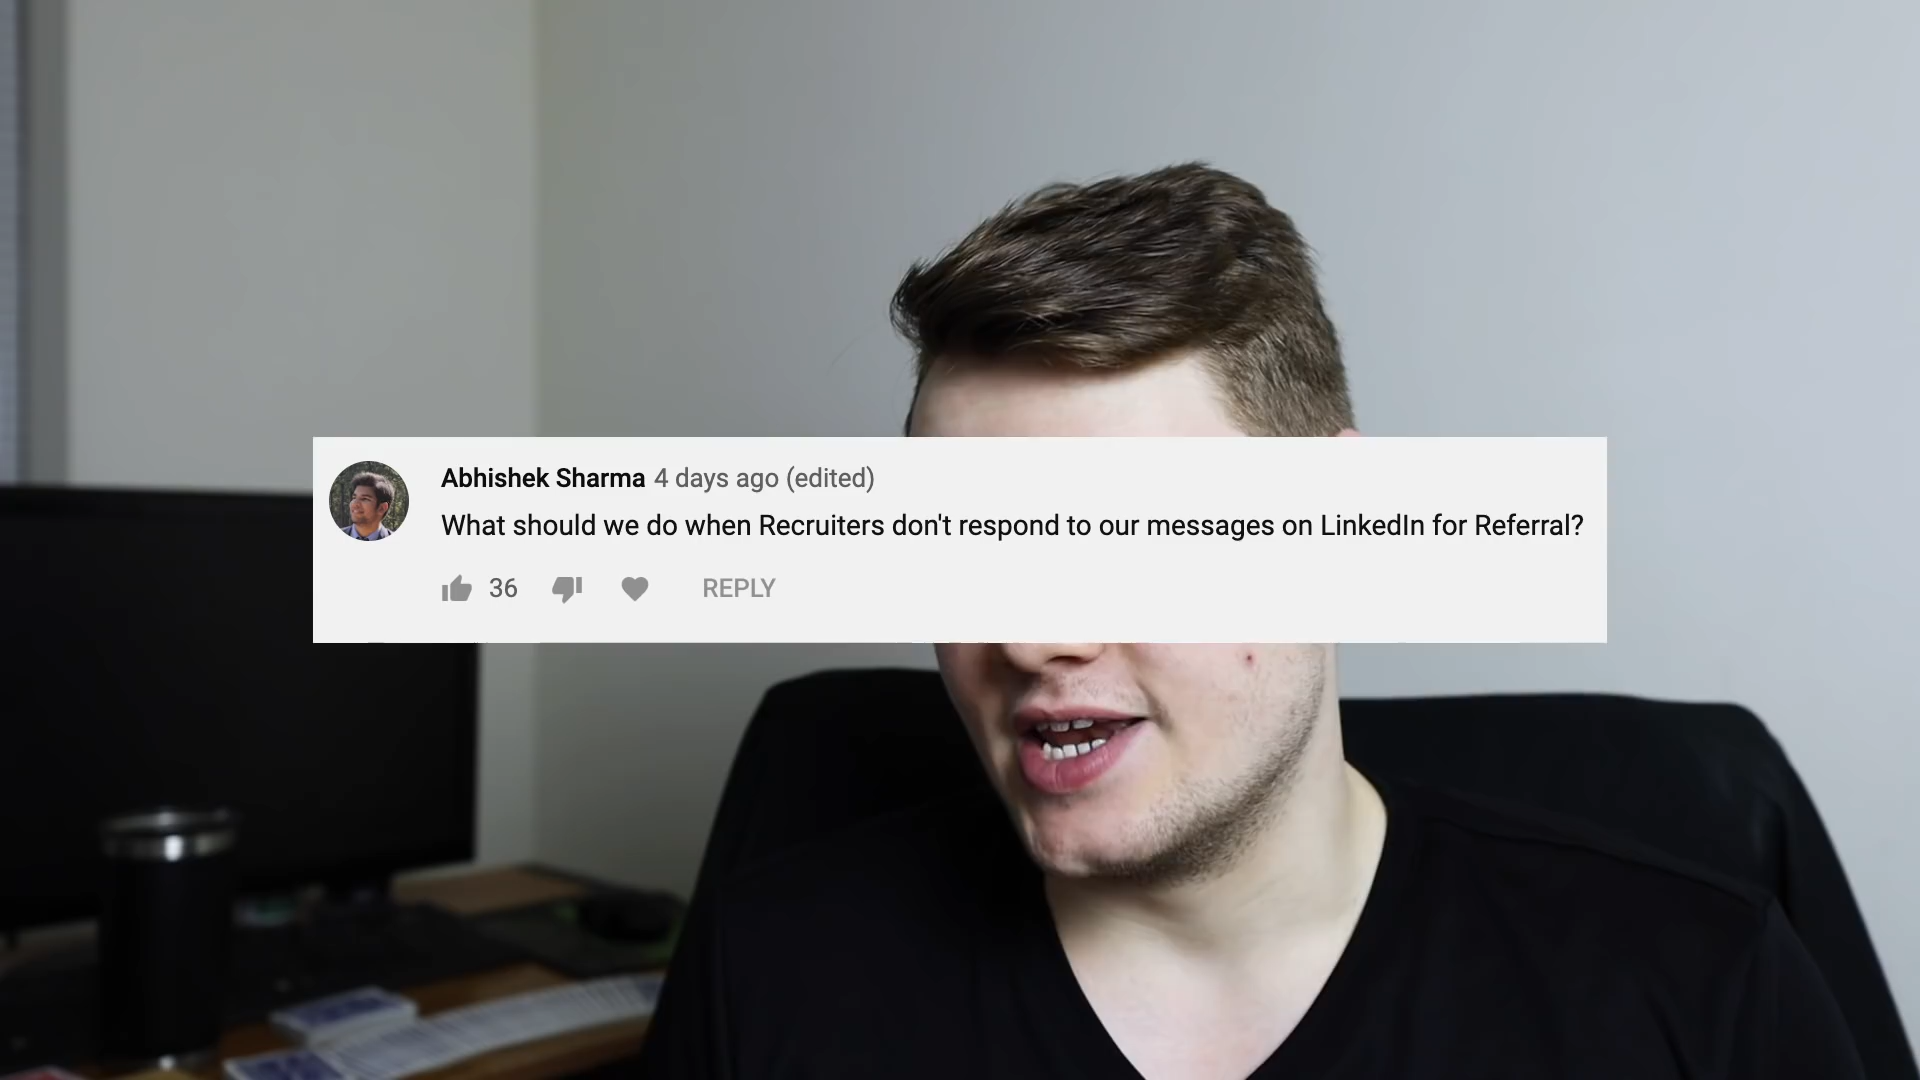 Abhishek Sharma 4 days ago (edited)
What should we do when Recruiters don't respond to our messages on LinkedIn for Referral?
36 REPLY